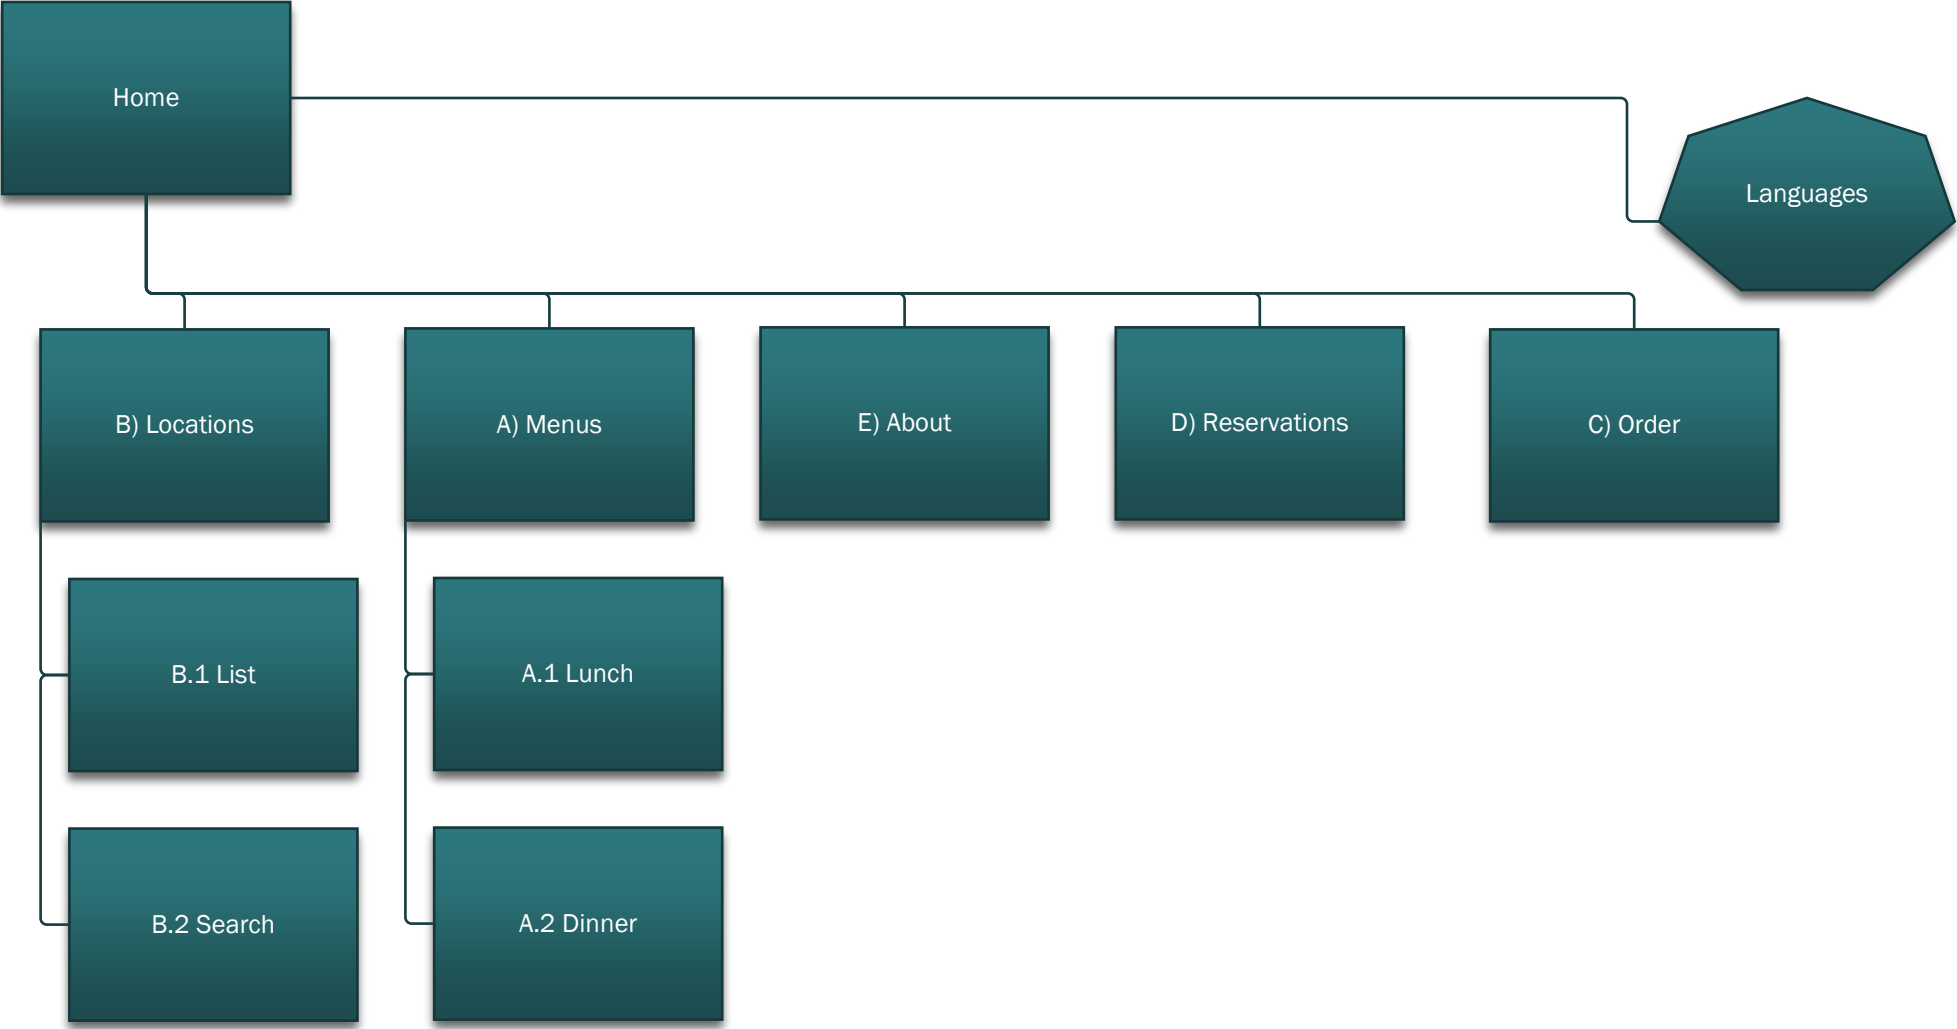 Home
Languages
B) Locations
A) Menus
E) About
D) Reservations
C) Order
B.1 List
A.1 Lunch
B.2 Search
A.2 Dinner